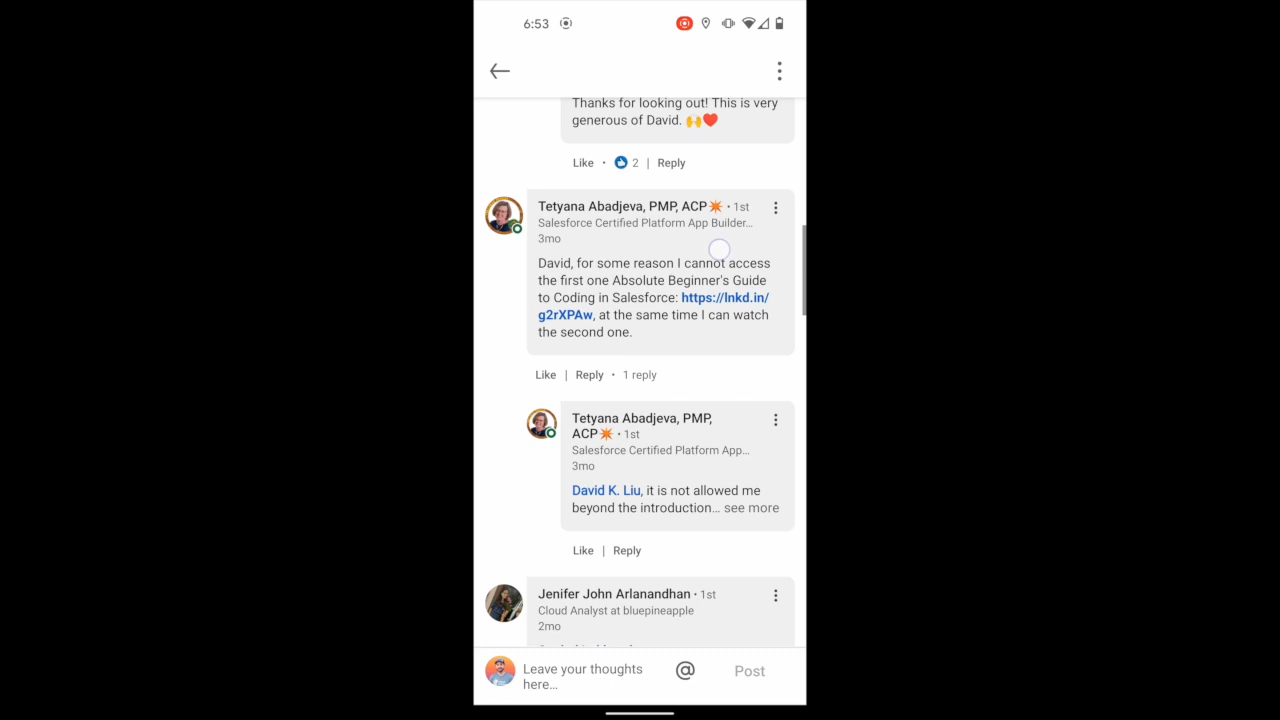 6:53
Thanks for looking out! This is very
generous of David. 🙌❤️
Like • 2 | Reply
Tetyana Abadjeva, PMP, ACP💥 • 1st
Salesforce Certified Platform App Builder...
3mo
David, for some reason I cannot access
the first one Absolute Beginner's Guide
to Coding in Salesforce: https://lnkd.in/
g2rXPAw, at the same time I can watch
the second one.
Like | Reply • 1 reply
Tetyana Abadjeva, PMP,
ACP💥 • 1st
Salesforce Certified Platform App...
3mo
David K. Liu, it is not allowed me
beyond the introduction... see more
Like | Reply
Jenifer John Arlanandhan • 1st
Cloud Analyst at bluepineapple
2mo
Leave your thoughts
here...
@
Post